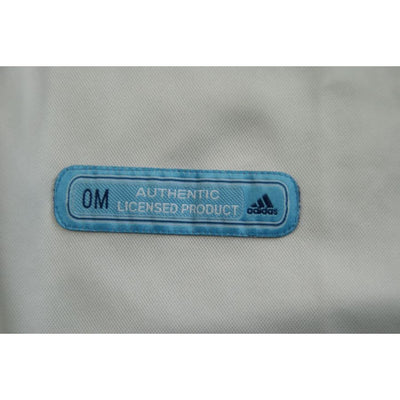 OM
AUTHENTIC
LICENSED PRODUCT
adidas